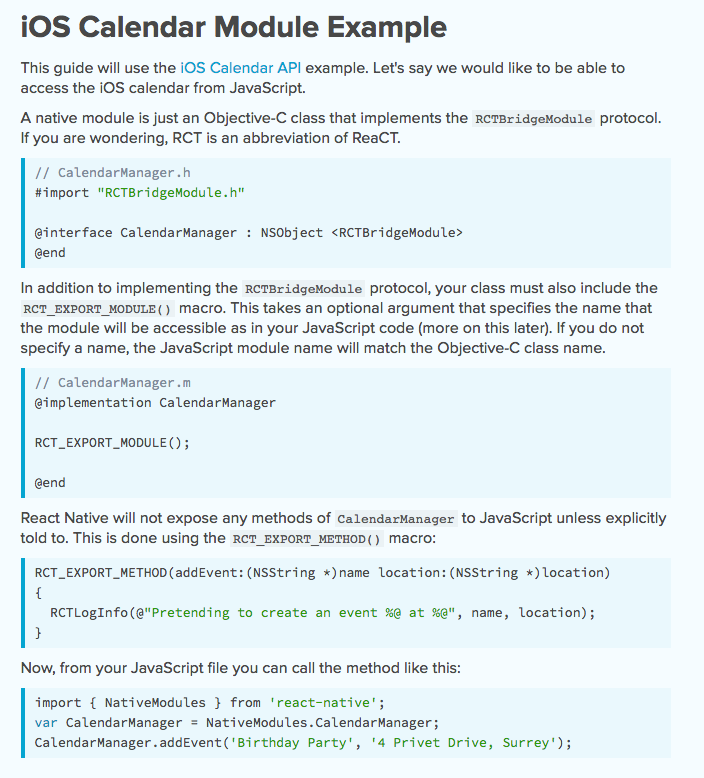 iOS Calendar Module Example
This guide will use the iOS Calendar API example. Let's say we would like to be able to
access the iOS calendar from JavaScript.
A native module is just an Objective-C class that implements the RCTBridgeModule protocol.
If you are wondering, RCT is an abbreviation of ReaCT.
// CalendarManager.h
#import "RCTBridgeModule.h"
@interface CalendarManager : NSObject <RCTBridgeModule>
@end
In addition to implementing the RCTBridgeModule protocol, your class must also include the
RCT_EXPORT_MODULE() macro. This takes an optional argument that specifies the name that
the module will be accessible as in your JavaScript code (more on this later). If you do not
specify a name, the JavaScript module name will match the Objective-C class name.
// CalendarManager.m
@implementation CalendarManager
RCT_EXPORT_MODULE();
@end
React Native will not expose any methods of CalendarManager to JavaScript unless explicitly
told to. This is done using the RCT_EXPORT_METHOD() macro:
RCT_EXPORT_METHOD(addEvent:(NSString *)name location:(NSString *)location)
{
  RCTLogInfo(@"Pretending to create an event %@ at %@", name, location);
}
Now, from your JavaScript file you can call the method like this:
import { NativeModules } from 'react-native';
var CalendarManager = NativeModules.CalendarManager;
CalendarManager.addEvent('Birthday Party', '4 Privet Drive, Surrey');